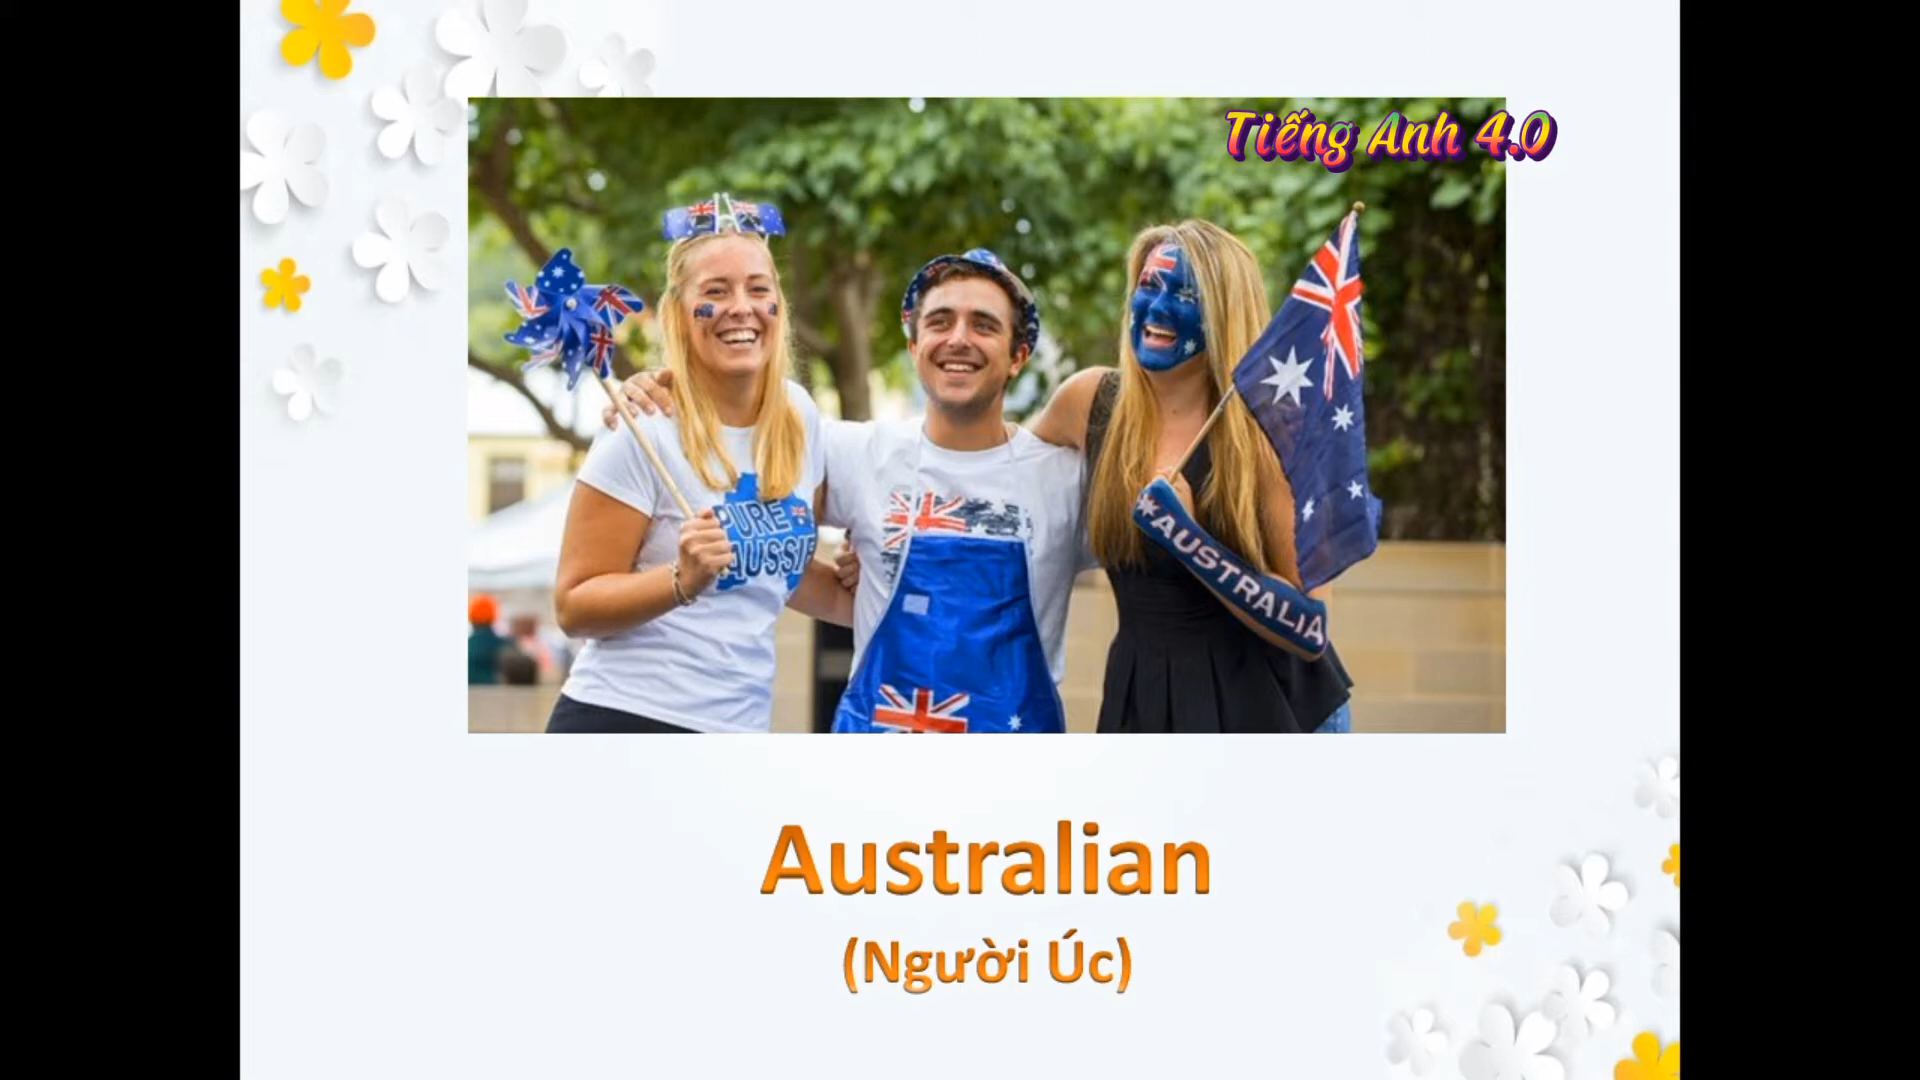 Tiếng Anh 4.0
PURE
AUSSIE
AUSTRALIA
Australian
(Người Úc)